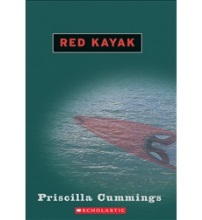 RED KAYAK
Priscilla Cummings
SCHOLASTIC